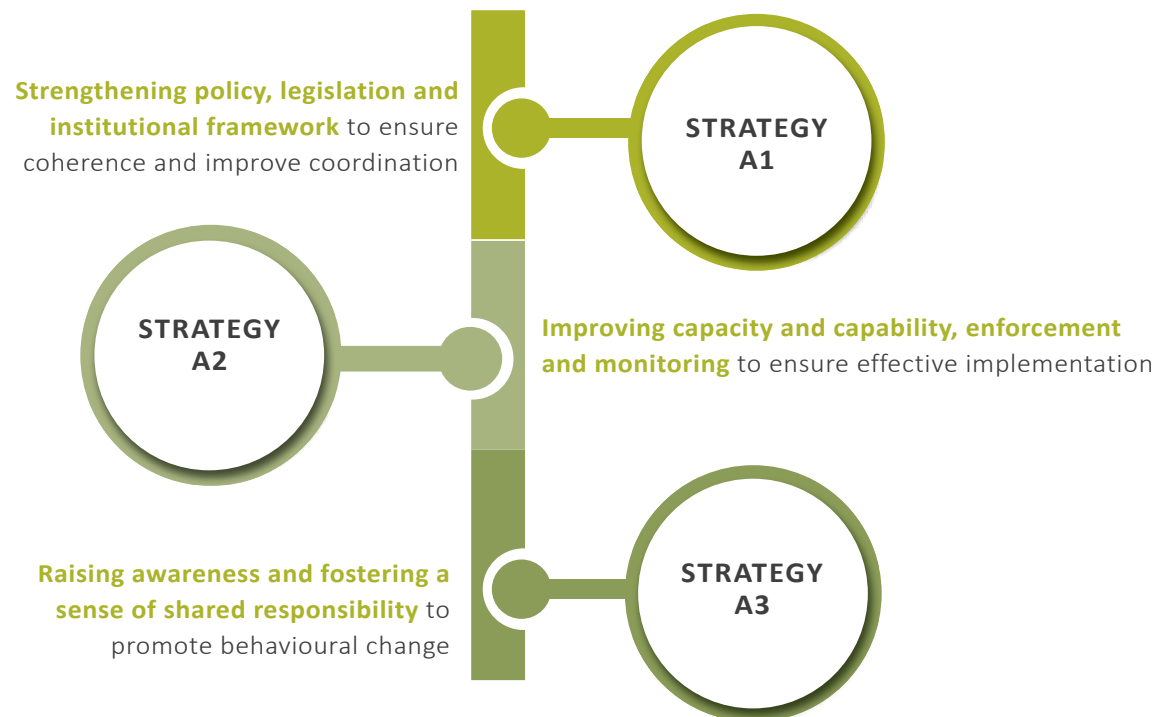 Strengthening policy, legislation and
institutional framework to ensure
coherence and improve coordination
STRATEGY
A1
STRATEGY
A2
Improving capacity and capability, enforcement
and monitoring to ensure effective implementation
Raising awareness and fostering a
sense of shared responsibility to
promote behavioural change
STRATEGY
A3